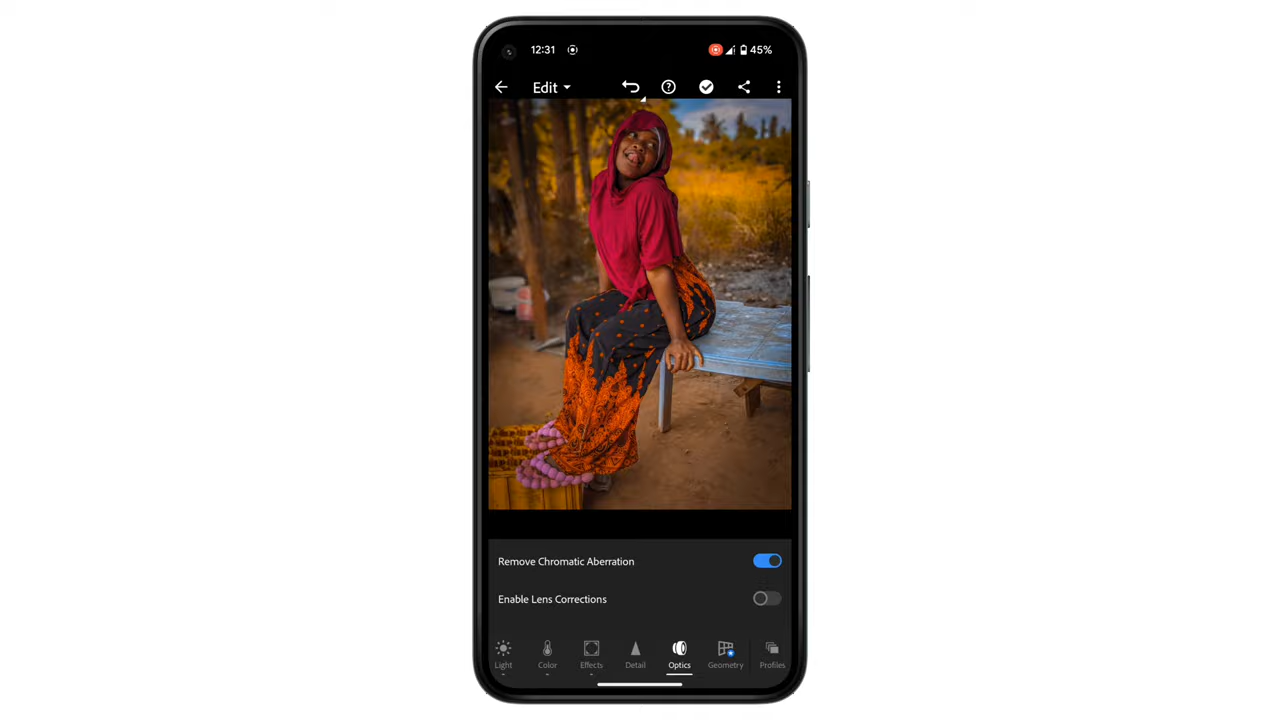 12:31 45%
Edit
Remove Chromatic Aberration
Enable Lens Corrections
Light Color Effects Detail Optics Geometry Profiles